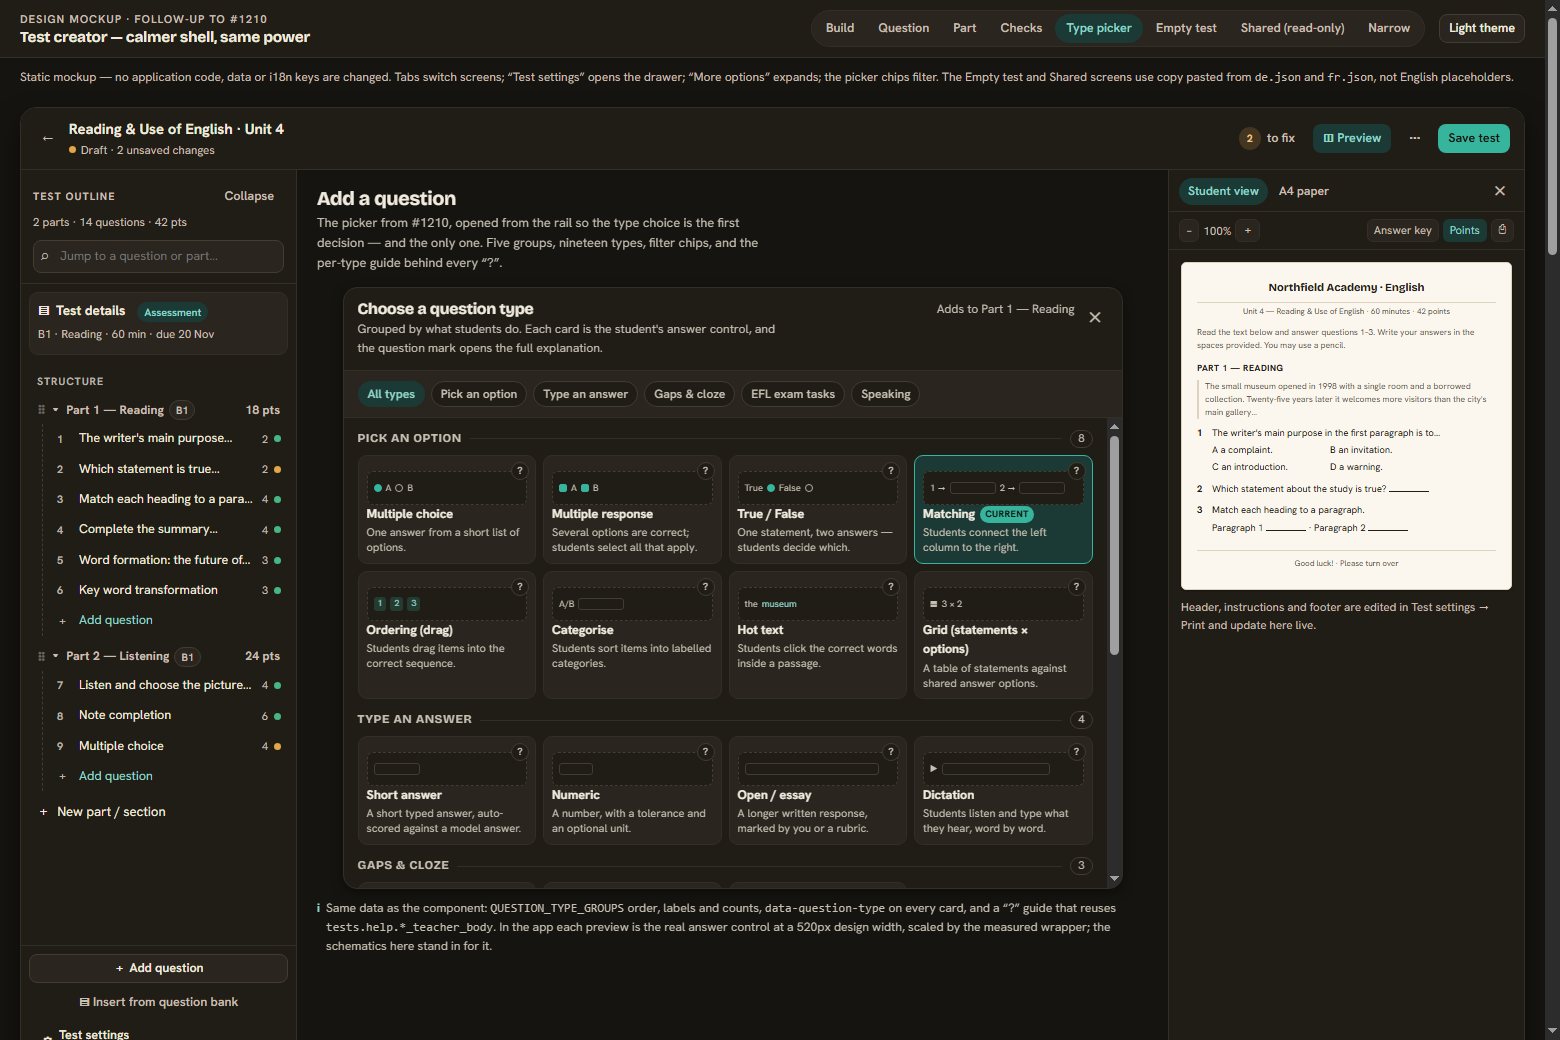 DESIGN MOCKUP · FOLLOW-UP TO #1210
Test creator — calmer shell, same power
Build
Question
Part
Checks
Type picker
Empty test
Shared (read-only)
Narrow
Light theme
Static mockup — no application code, data or i18n keys are changed. Tabs switch screens; “Test settings” opens the drawer; “More options” expands; the picker chips filter. The Empty test and Shared screens use copy pasted from de.json and fr.json, not English placeholders.
← Reading & Use of English · Unit 4
Draft · 2 unsaved changes
2 to fix
Preview
···
Save test
TEST OUTLINE
Collapse
2 parts · 14 questions · 42 pts
Jump to a question or part...
Test details Assessment
B1 · Reading · 60 min · due 20 Nov
STRUCTURE
Part 1 — Reading B1 18 pts
1 The writer's main purpose... 2
2 Which statement is true... 2
3 Match each heading to a para... 4
4 Complete the summary... 4
5 Word formation: the future of... 3
6 Key word transformation 3
+ Add question
Part 2 — Listening B1 24 pts
7 Listen and choose the picture... 4
8 Note completion 6
9 Multiple choice 4
+ Add question
+ New part / section
+ Add question
Insert from question bank
Test settings
Add a question
The picker from #1210, opened from the rail so the type choice is the first
decision — and the only one. Five groups, nineteen types, filter chips, and the
per-type guide behind every “?”.
Choose a question type
Grouped by what students do. Each card is the student's answer control, and
the question mark opens the full explanation.
Adds to Part 1 — Reading
All types
Pick an option
Type an answer
Gaps & cloze
EFL exam tasks
Speaking
PICK AN OPTION 8
?
A B
Multiple choice
One answer from a short list of
options.
?
A B
Multiple response
Several options are correct;
students select all that apply.
?
True False
True / False
One statement, two answers —
students decide which.
?
1 → 2 →
Matching CURRENT
Students connect the left
column to the right.
?
1 2 3
Ordering (drag)
Students drag items into the
correct sequence.
?
A/B
Categorise
Students sort items into labelled
categories.
?
the museum
Hot text
Students click the correct words
inside a passage.
?
3 × 2
Grid (statements ×
options)
A table of statements against
shared answer options.
TYPE AN ANSWER 4
?
Short answer
A short typed answer, auto-
scored against a model answer.
?
Numeric
A number, with a tolerance and
an optional unit.
?
Open / essay
A longer written response,
marked by you or a rubric.
?
Dictation
Students listen and type what
they hear, word by word.
GAPS & CLOZE 3
i Same data as the component: QUESTION_TYPE_GROUPS order, labels and counts, data-question-type on every card, and a “?” guide that reuses
tests.help.*_teacher_body. In the app each preview is the real answer control at a 520px design width, scaled by the measured wrapper; the
schematics here stand in for it.
Student view
A4 paper
- 100% +
Answer key
Points
Northfield Academy · English
Unit 4 — Reading & Use of English · 60 minutes · 42 points
Read the text below and answer questions 1–3. Write your answers in the
spaces provided. You may use a pencil.
PART 1 — READING
The small museum opened in 1998 with a single room and a borrowed
collection. Twenty-five years later it welcomes more visitors than the city's
main gallery...
1 The writer's main purpose in the first paragraph is to...
A a complaint. B an invitation.
C an introduction. D a warning.
2 Which statement about the study is true?
3 Match each heading to a paragraph.
Paragraph 1 · Paragraph 2
Good luck! · Please turn over
Header, instructions and footer are edited in Test settings →
Print and update here live.